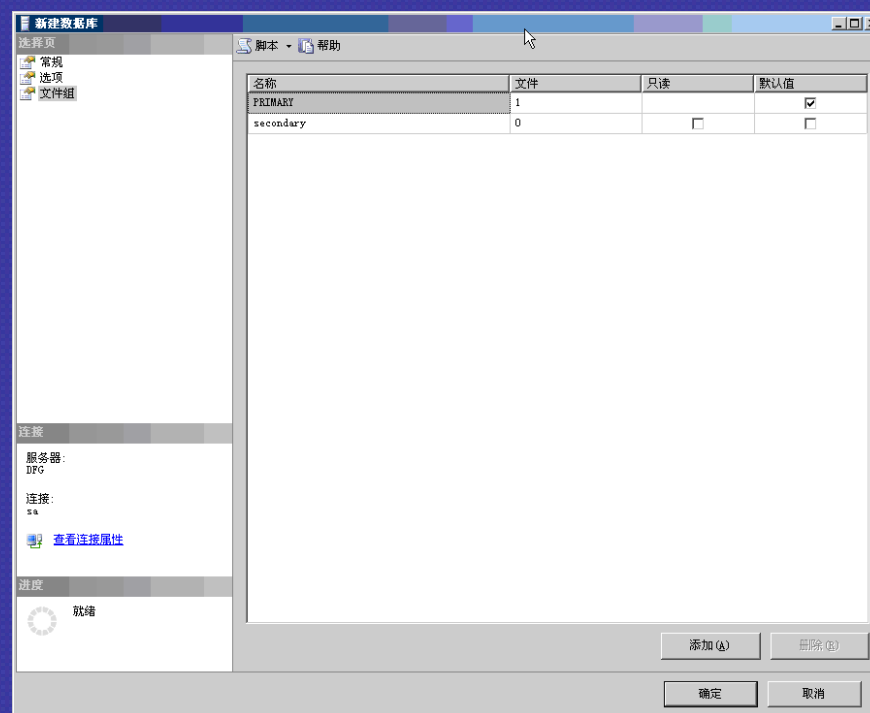 新建数据库
选择页
常规
选项
文件组
脚本 帮助
名称 文件 只读 默认值
PRIMARY 1
secondary 0
连接
服务器:
DFG
连接:
sa
查看连接属性
进度
就绪
添加(A) 删除(R)
确定 取消